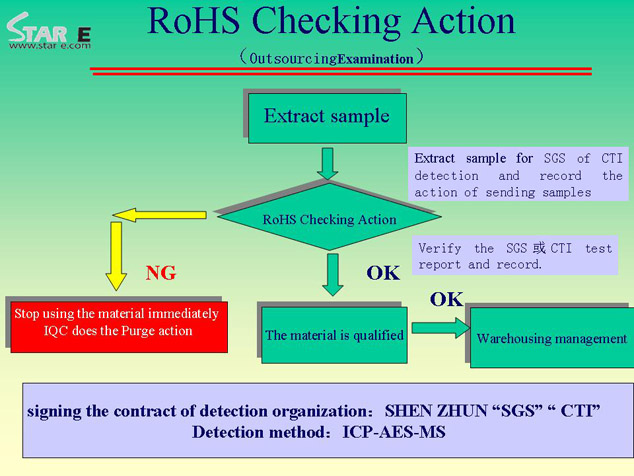 STAR E
www.star e.com
RoHS Checking Action
（OutsourcingExamination）
Extract sample
Extract sample for SGS of CTI
detection and record the
action of sending samples
RoHS Checking Action
Verify the SGS或CTI test
report and record.
NG
OK
OK
Stop using the material immediately
IQC does the Purge action
The material is qualified
Warehousing management
signing the contract of detection organization：SHEN ZHUN “SGS” “ CTI”
Detection method：ICP-AES-MS